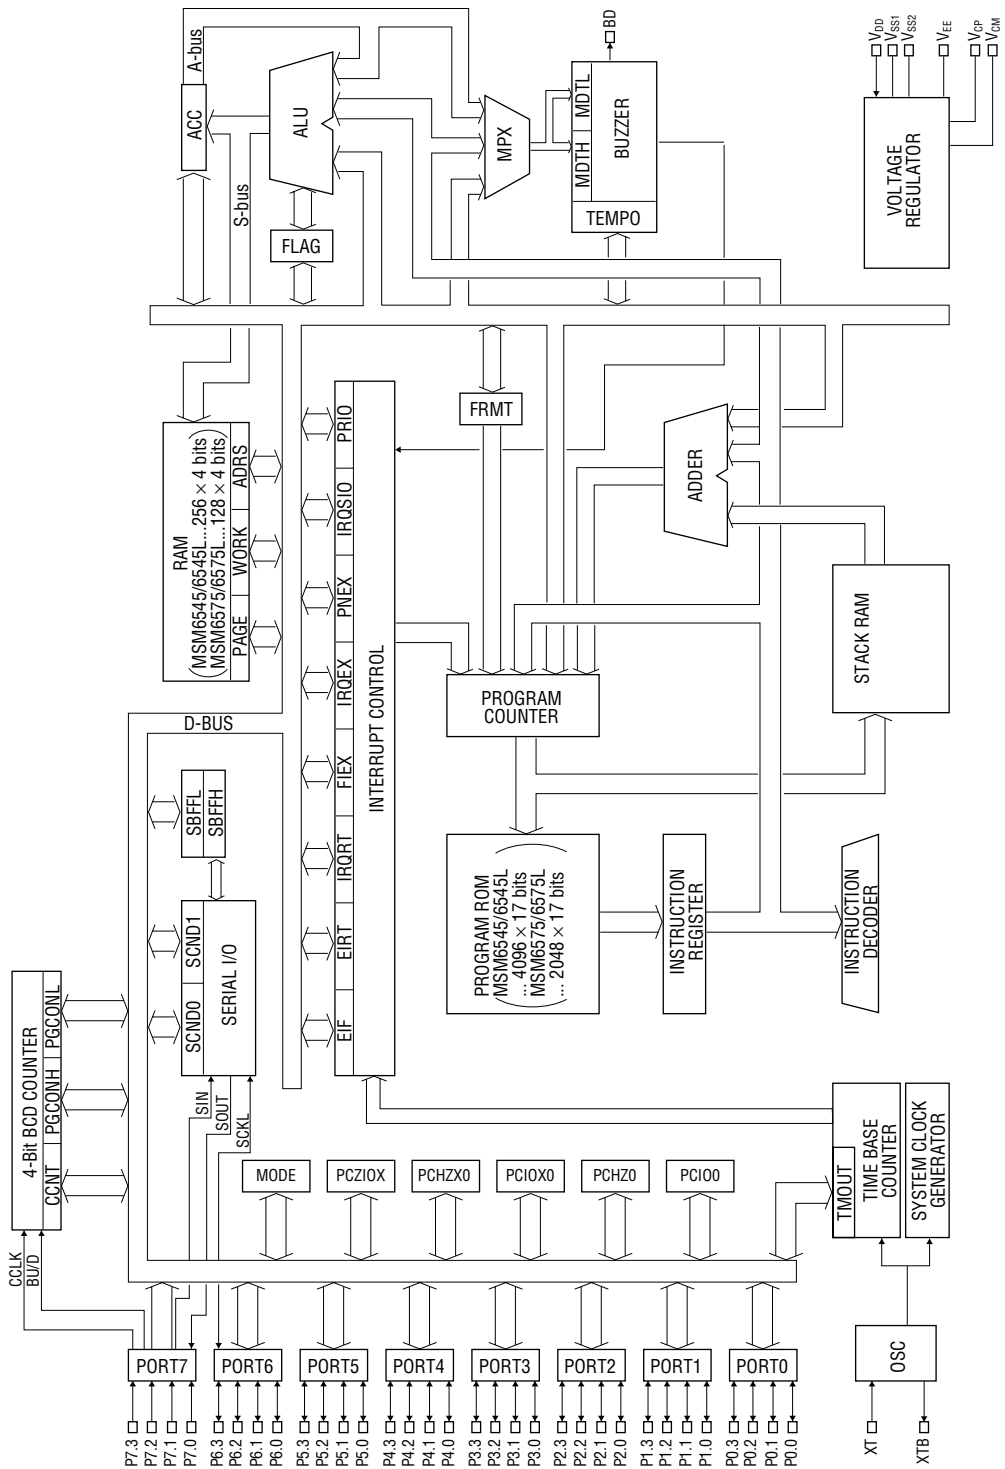 4-Bit BCD COUNTER
CCNT
PGCONH
PGCONL
CCLK
BU/D
P7.3
P7.2
P7.1
P7.0
PORT7
P6.3
P6.2
P6.1
P6.0
PORT6
P5.3
P5.2
P5.1
P5.0
PORT5
P4.3
P4.2
P4.1
P4.0
PORT4
P3.3
P3.2
P3.1
P3.0
PORT3
P2.3
P2.2
P2.1
P2.0
PORT2
P1.3
P1.2
P1.1
P1.0
PORT1
P0.3
P0.2
P0.1
P0.0
PORT0
XT
XTB
OSC
SIN
SOUT
SCKL
SCND0
SCND1
SERIAL I/O
SBFFL
SBFFH
D-BUS
MODE
PCZIOX
PCHZX0
PCIOX0
PCHZ0
PCIO0
TMOUT
TIME BASE
COUNTER
SYSTEM CLOCK
GENERATOR
RAM
(MSM6545/6545L...256 × 4 bits
MSM6575/6575L...128 × 4 bits)
PAGE
WORK
ADRS
EIF
EIRT
IRQRT
FIEX
IRQEX
PNEX
IRQSIO
PRIO
INTERRUPT CONTROL
PROGRAM ROM
(MSM6545/6545L
... 4096 × 17 bits
MSM6575/6575L
... 2048 × 17 bits)
INSTRUCTION
REGISTER
INSTRUCTION
DECODER
PROGRAM
COUNTER
FRMT
ADDER
STACK RAM
A-bus
ACC
S-bus
ALU
FLAG
MPX
TEMPO
MDTH
MDTL
BUZZER
BD
VOLTAGE
REGULATOR
VDD
VSS1
VSS2
VEE
VCP
VCM